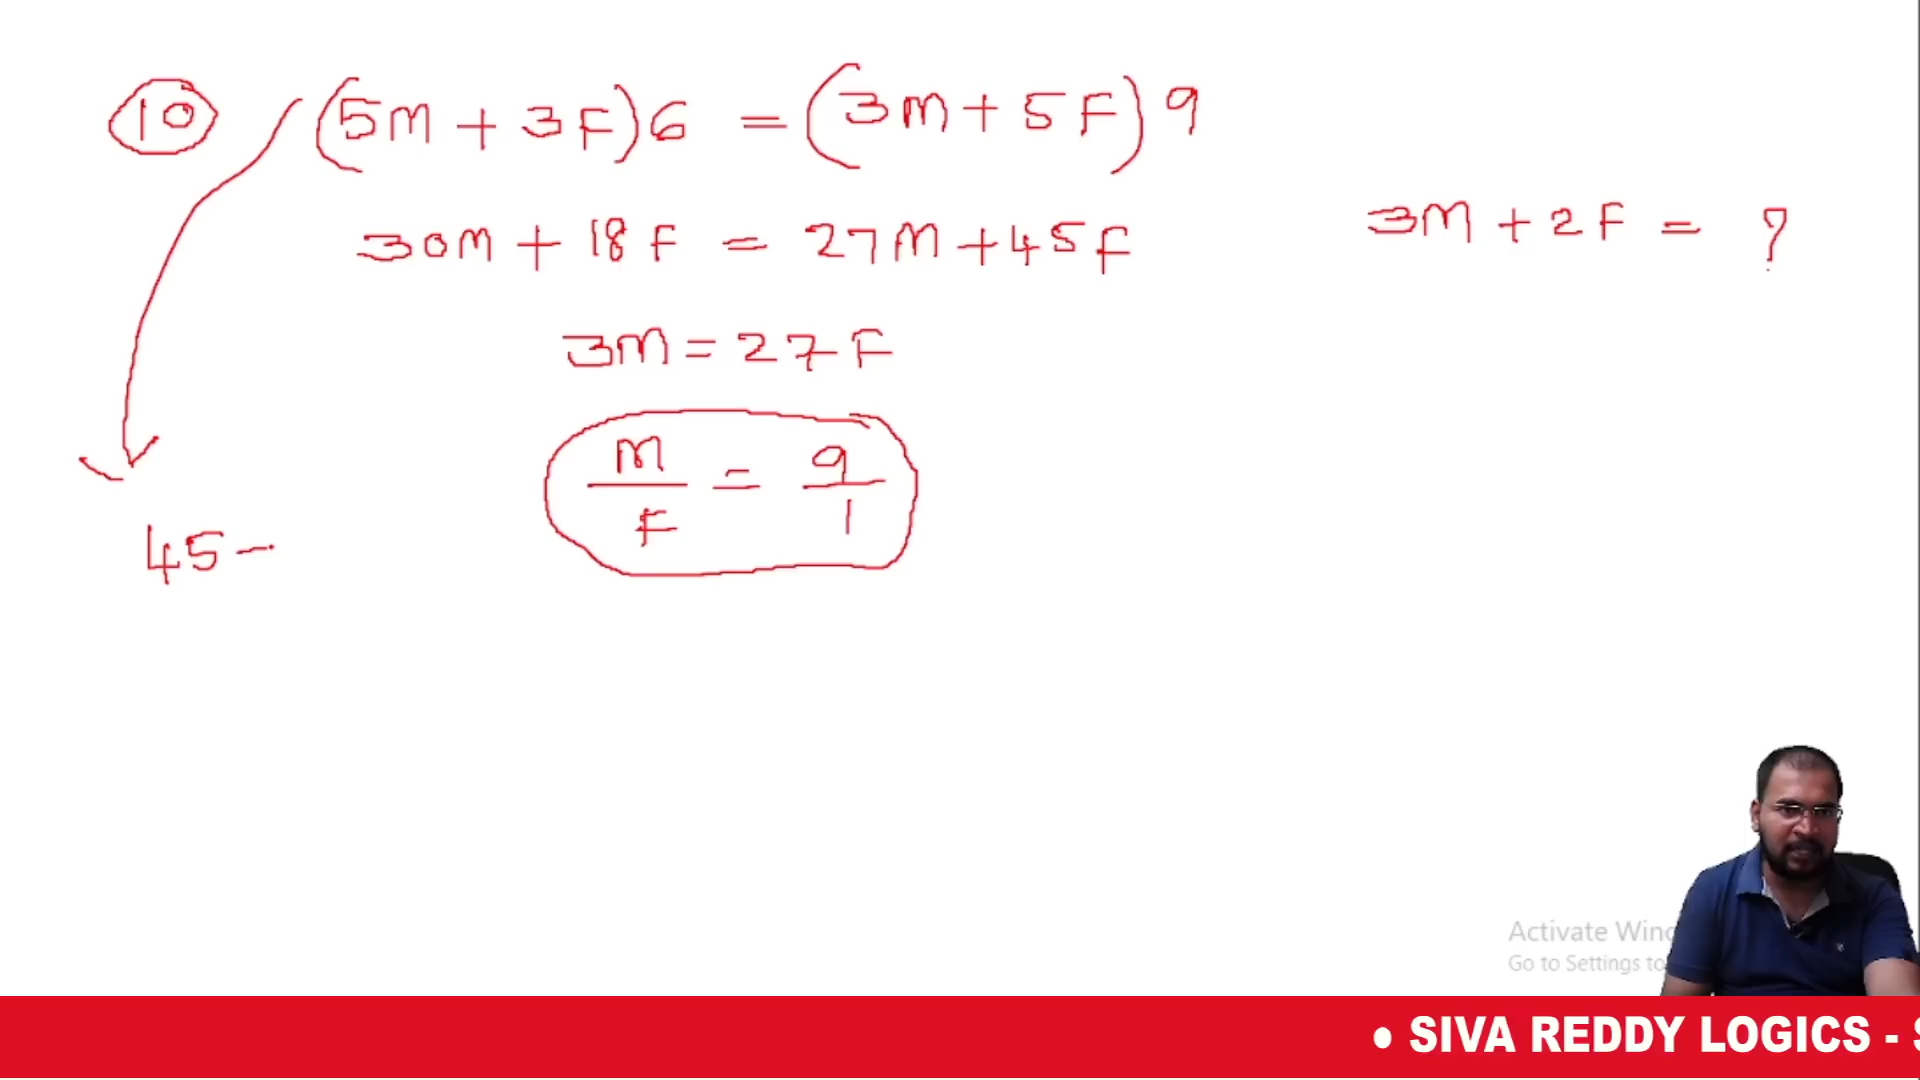 10 (5M + 3F)6 = (3M + 5F)9
3M + 2F = ?
30M + 18F = 27M + 45F
3M = 27F
M/F = 9/1
45 -
Activate Wind
Go to Settings to
• SIVA REDDY LOGICS - S